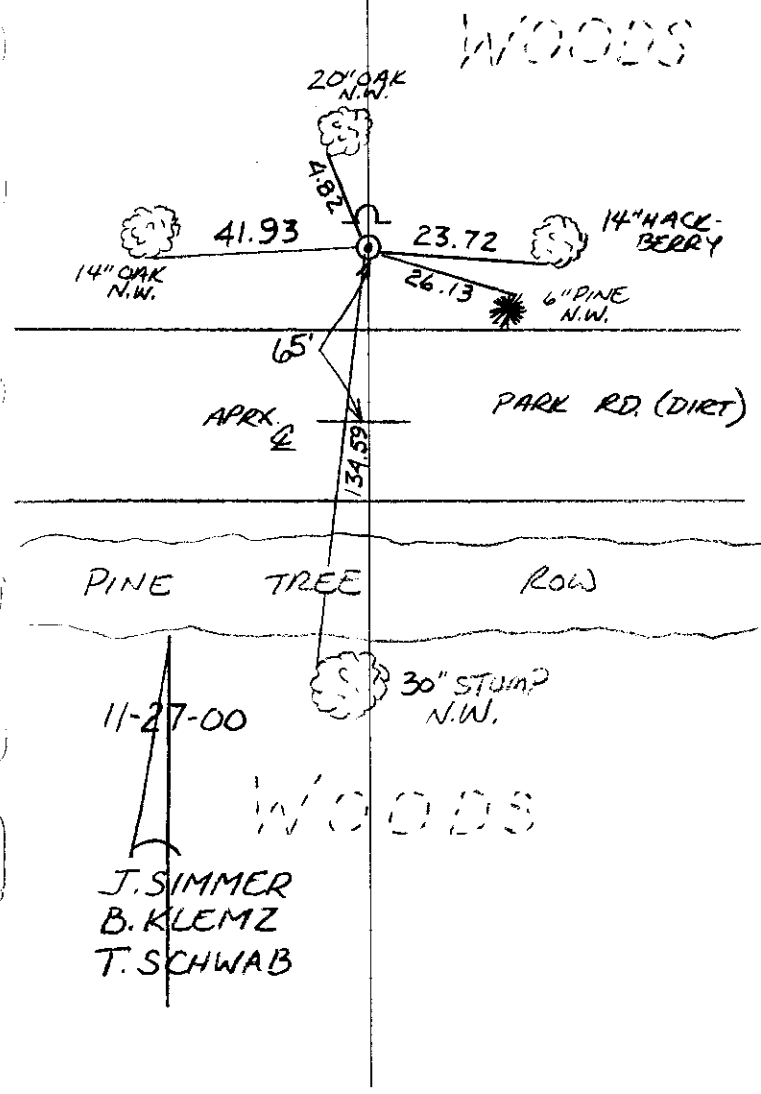 WOODS
20" OAK
N.W.
4.82
41.93
23.72
14" HACK-
BERRY
14" OAK
N.W.
26.13
6" PINE
N.W.
65'
APRX.
℄
134.59
PARK RD. (DIRT)
PINE TREE ROW
30" STUMP
N.W.
11-27-00
WOODS
J. SIMMER
B. KLEMZ
T. SCHWAB